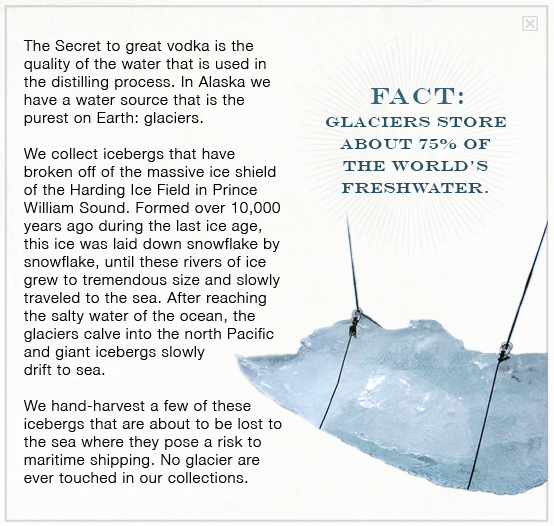 The Secret to great vodka is the
quality of the water that is used in
the distilling process. In Alaska we
have a water source that is the
purest on Earth: glaciers.
We collect icebergs that have
broken off of the massive ice shield
of the Harding Ice Field in Prince
William Sound. Formed over 10,000
years ago during the last ice age,
this ice was laid down snowflake by
snowflake, until these rivers of ice
grew to tremendous size and slowly
traveled to the sea. After reaching
the salty water of the ocean, the
glaciers calve into the north Pacific
and giant icebergs slowly
drift to sea.
We hand-harvest a few of these
icebergs that are about to be lost to
the sea where they pose a risk to
maritime shipping. No glacier are
ever touched in our collections.
FACT:
GLACIERS STORE
ABOUT 75% OF
THE WORLD'S
FRESHWATER.